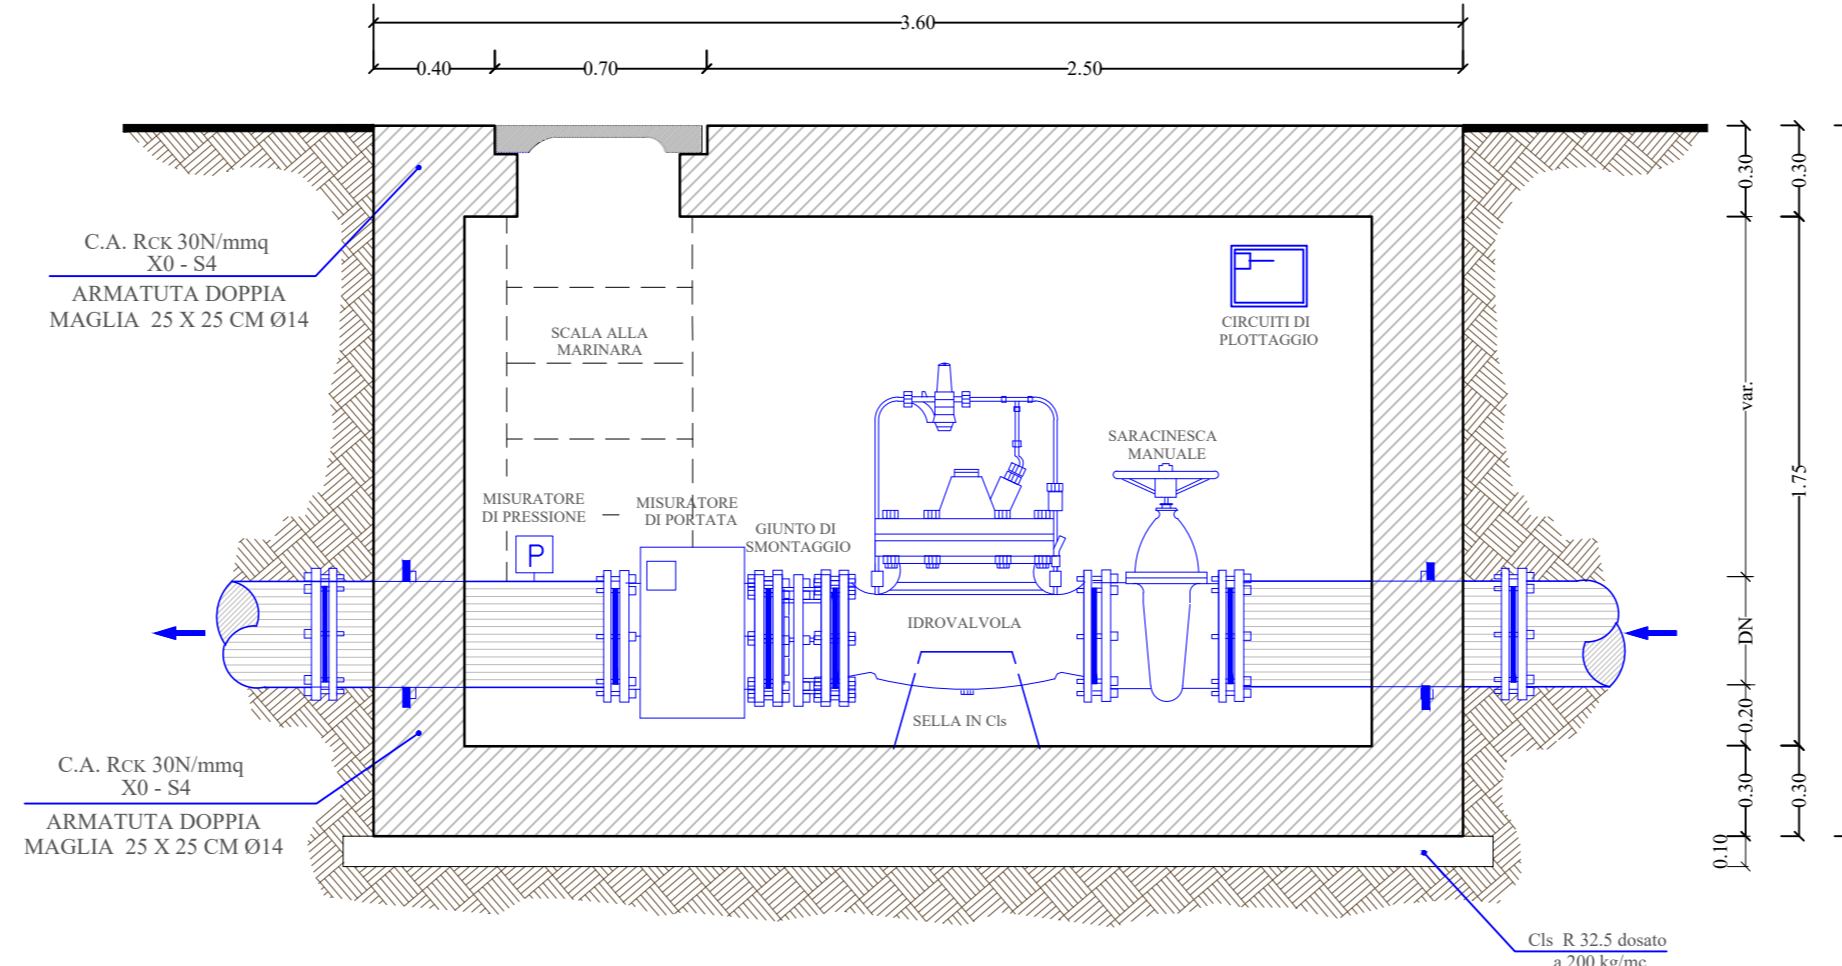 3.60
0.40
0.70
2.50
C.A. RCK 30N/mmq
X0 - S4
ARMATUTA DOPPIA
MAGLIA 25 X 25 CM Ø14
SCALA ALLA
MARINARA
CIRCUITI DI
PLOTTAGGIO
SARACINESCA
MANUALE
MISURATORE
DI PRESSIONE
MISURATORE
DI PORTATA
GIUNTO DI
SMONTAGGIO
P
IDROVALVOLA
SELLA IN Cls
C.A. RCK 30N/mmq
X0 - S4
ARMATUTA DOPPIA
MAGLIA 25 X 25 CM Ø14
0.30
var.
DN
0.20
0.30
0.10
0.30
1.75
0.30
Cls R 32.5 dosato
a 200 kg/mc